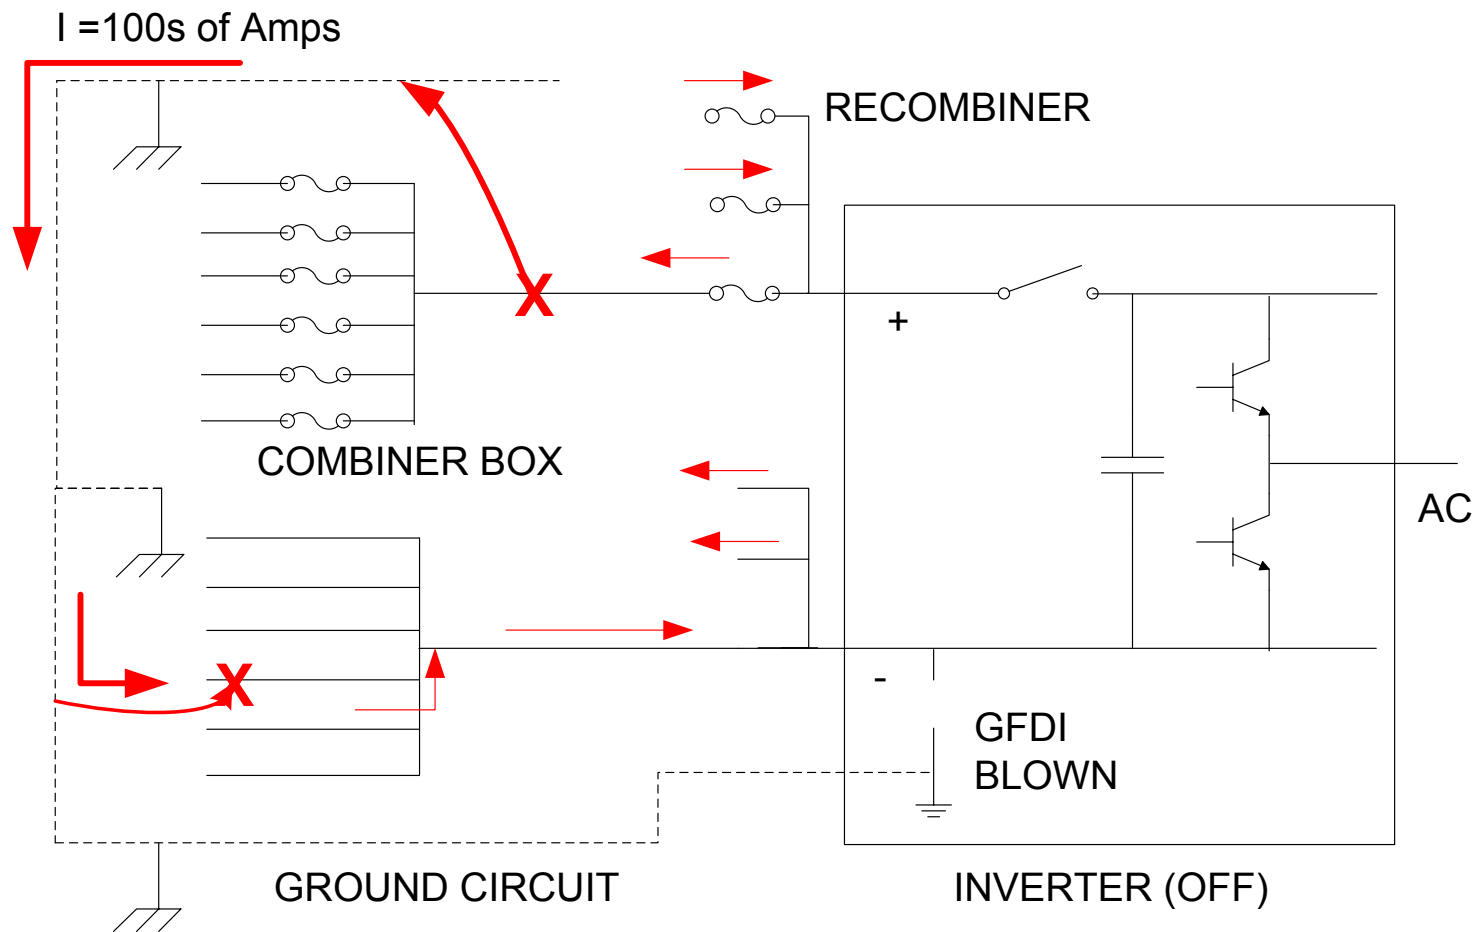 I =100s of Amps
RECOMBINER
+
COMBINER BOX
AC
X
X
-
GFDI
BLOWN
GROUND CIRCUIT
INVERTER (OFF)